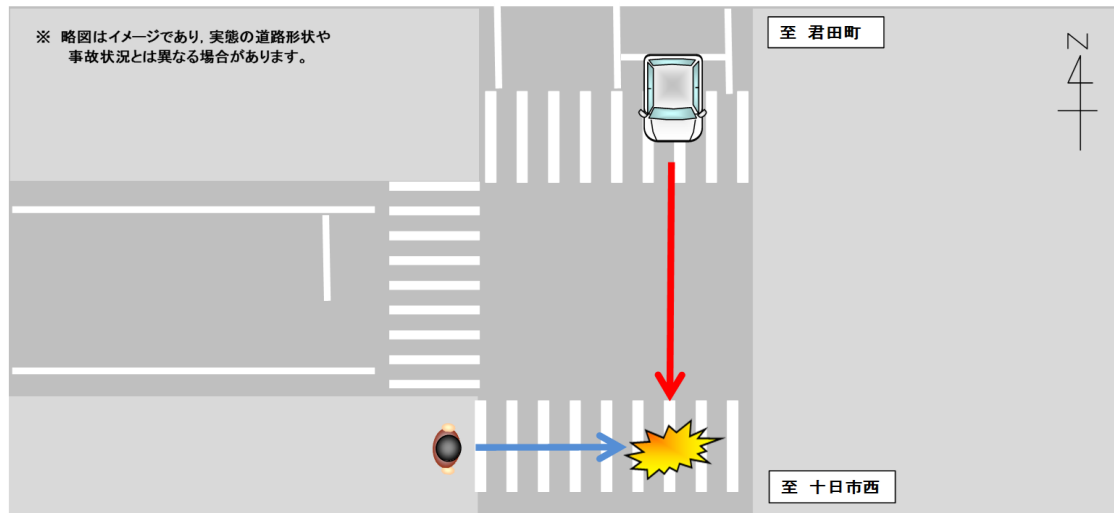 ※ 略図はイメージであり, 実態の道路形状や
事故状況とは異なる場合があります。
至 君田町
N
至 十日市西